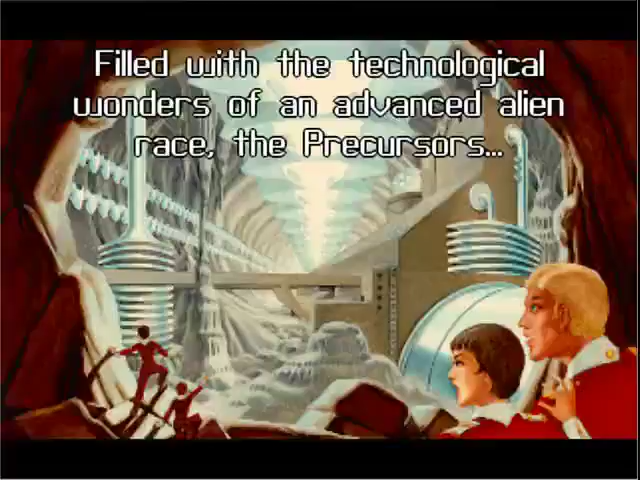 Filled with the technological
wonders of an advanced alien
race, the Precursors...